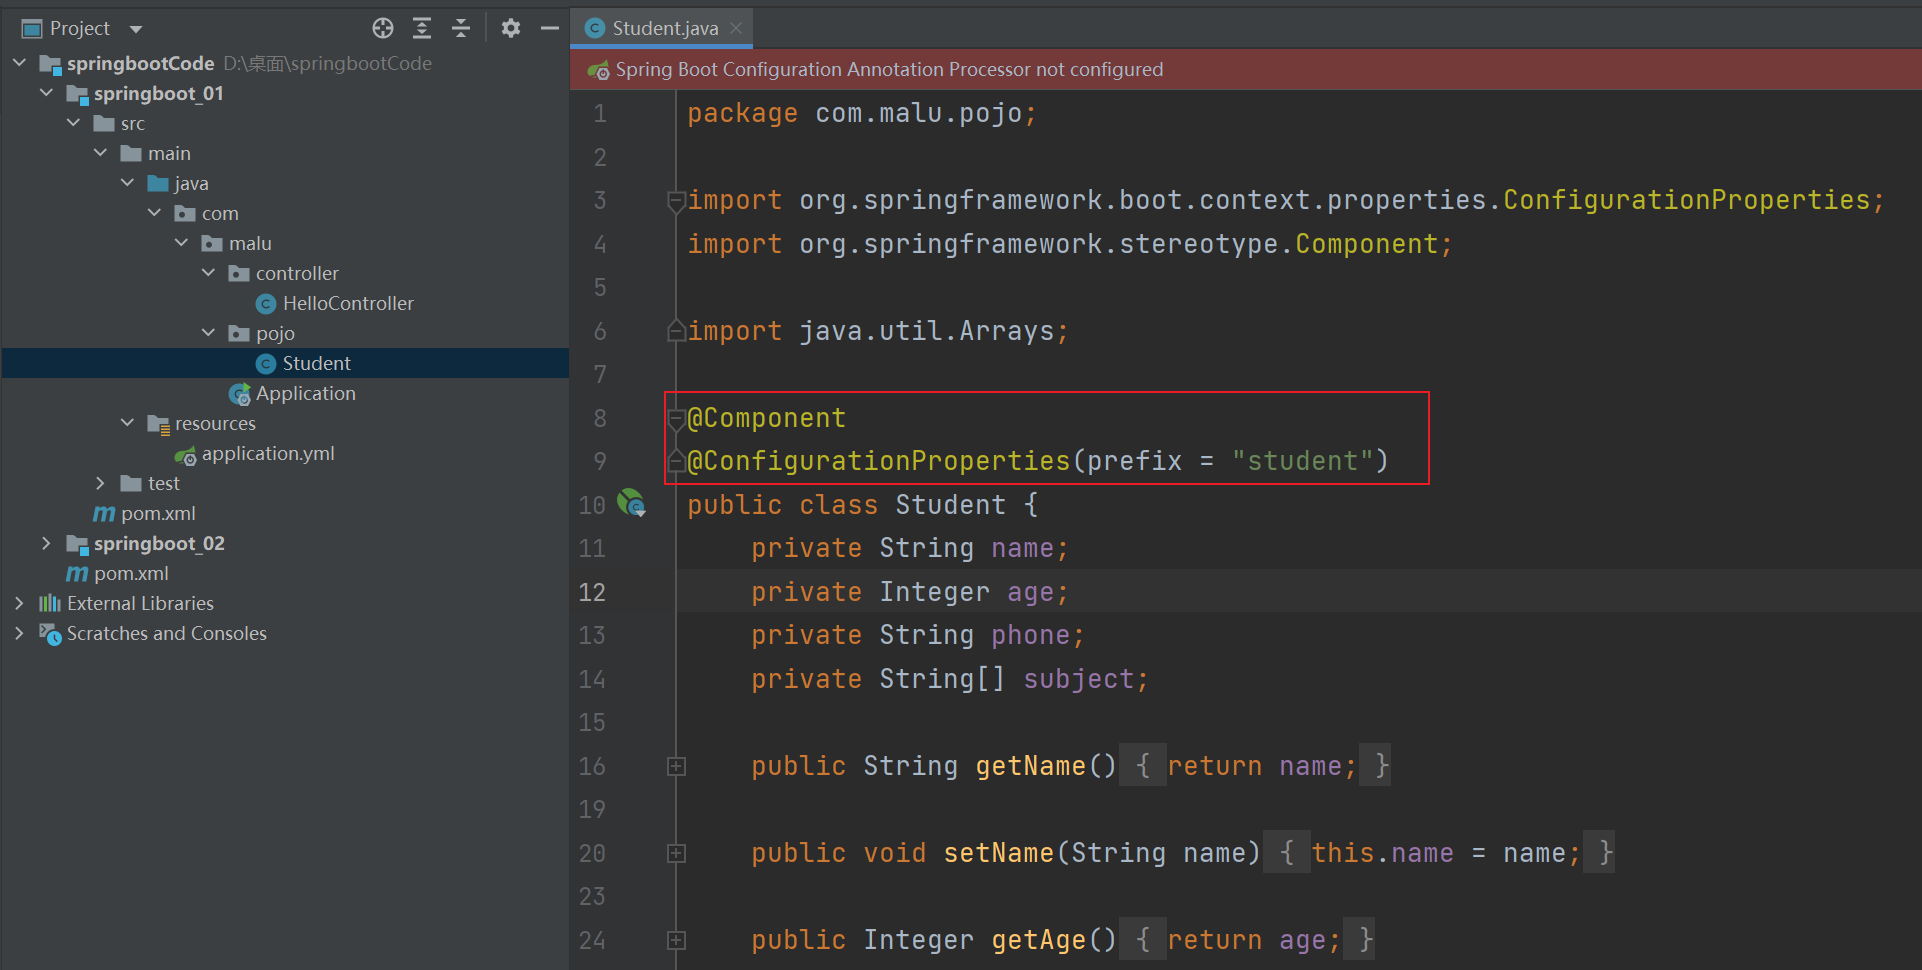 Project
springbootCode D:\桌面\springbootCode
springboot_01
src
main
java
com
malu
controller
HelloController
pojo
Student
Application
resources
application.yml
test
pom.xml
springboot_02
pom.xml
External Libraries
Scratches and Consoles
Student.java
Spring Boot Configuration Annotation Processor not configured
1 package com.malu.pojo;
2
3 import org.springframework.boot.context.properties.ConfigurationProperties;
4 import org.springframework.stereotype.Component;
5
6 import java.util.Arrays;
7
8 @Component
9 @ConfigurationProperties(prefix = "student")
10 public class Student {
11 private String name;
12 private Integer age;
13 private String phone;
14 private String[] subject;
15
16 public String getName() { return name; }
19
20 public void setName(String name) { this.name = name; }
23
24 public Integer getAge() { return age; }